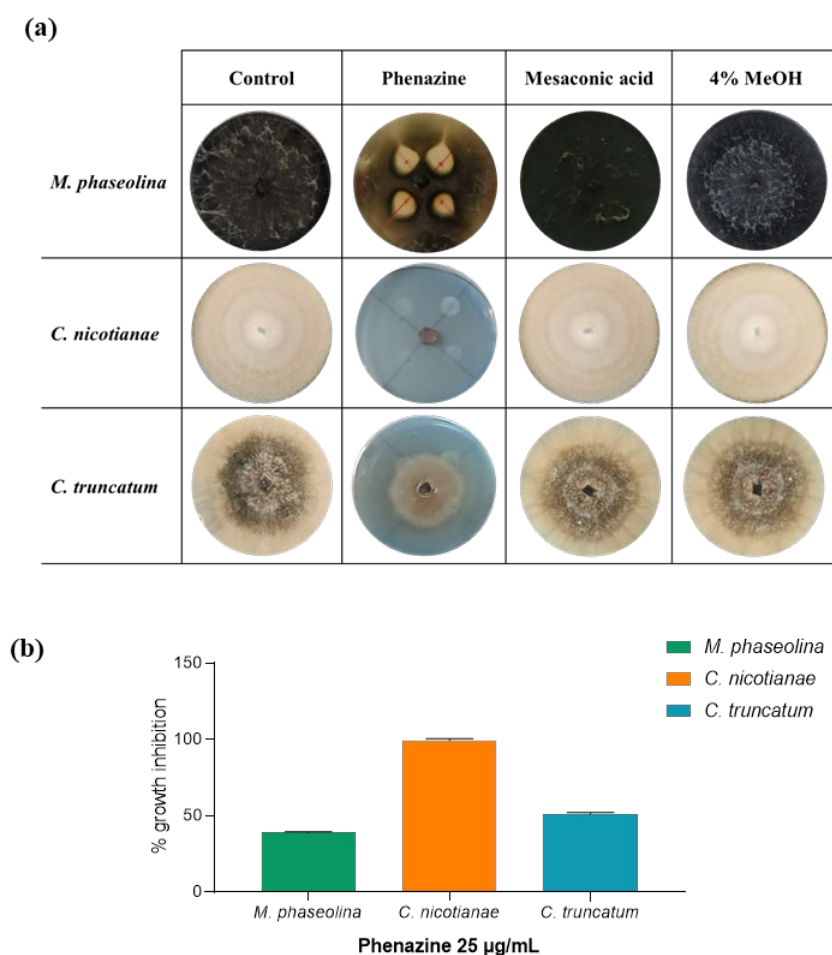 (a)
Control Phenazine Mesaconic acid 4% MeOH
M. phaseolina
C. nicotianae
C. truncatum
(b)
M. phaseolina
C. nicotianae
C. truncatum
150
100
50
0
% growth inhibition
M. phaseolina C. nicotianae C. truncatum
Phenazine 25 µg/mL